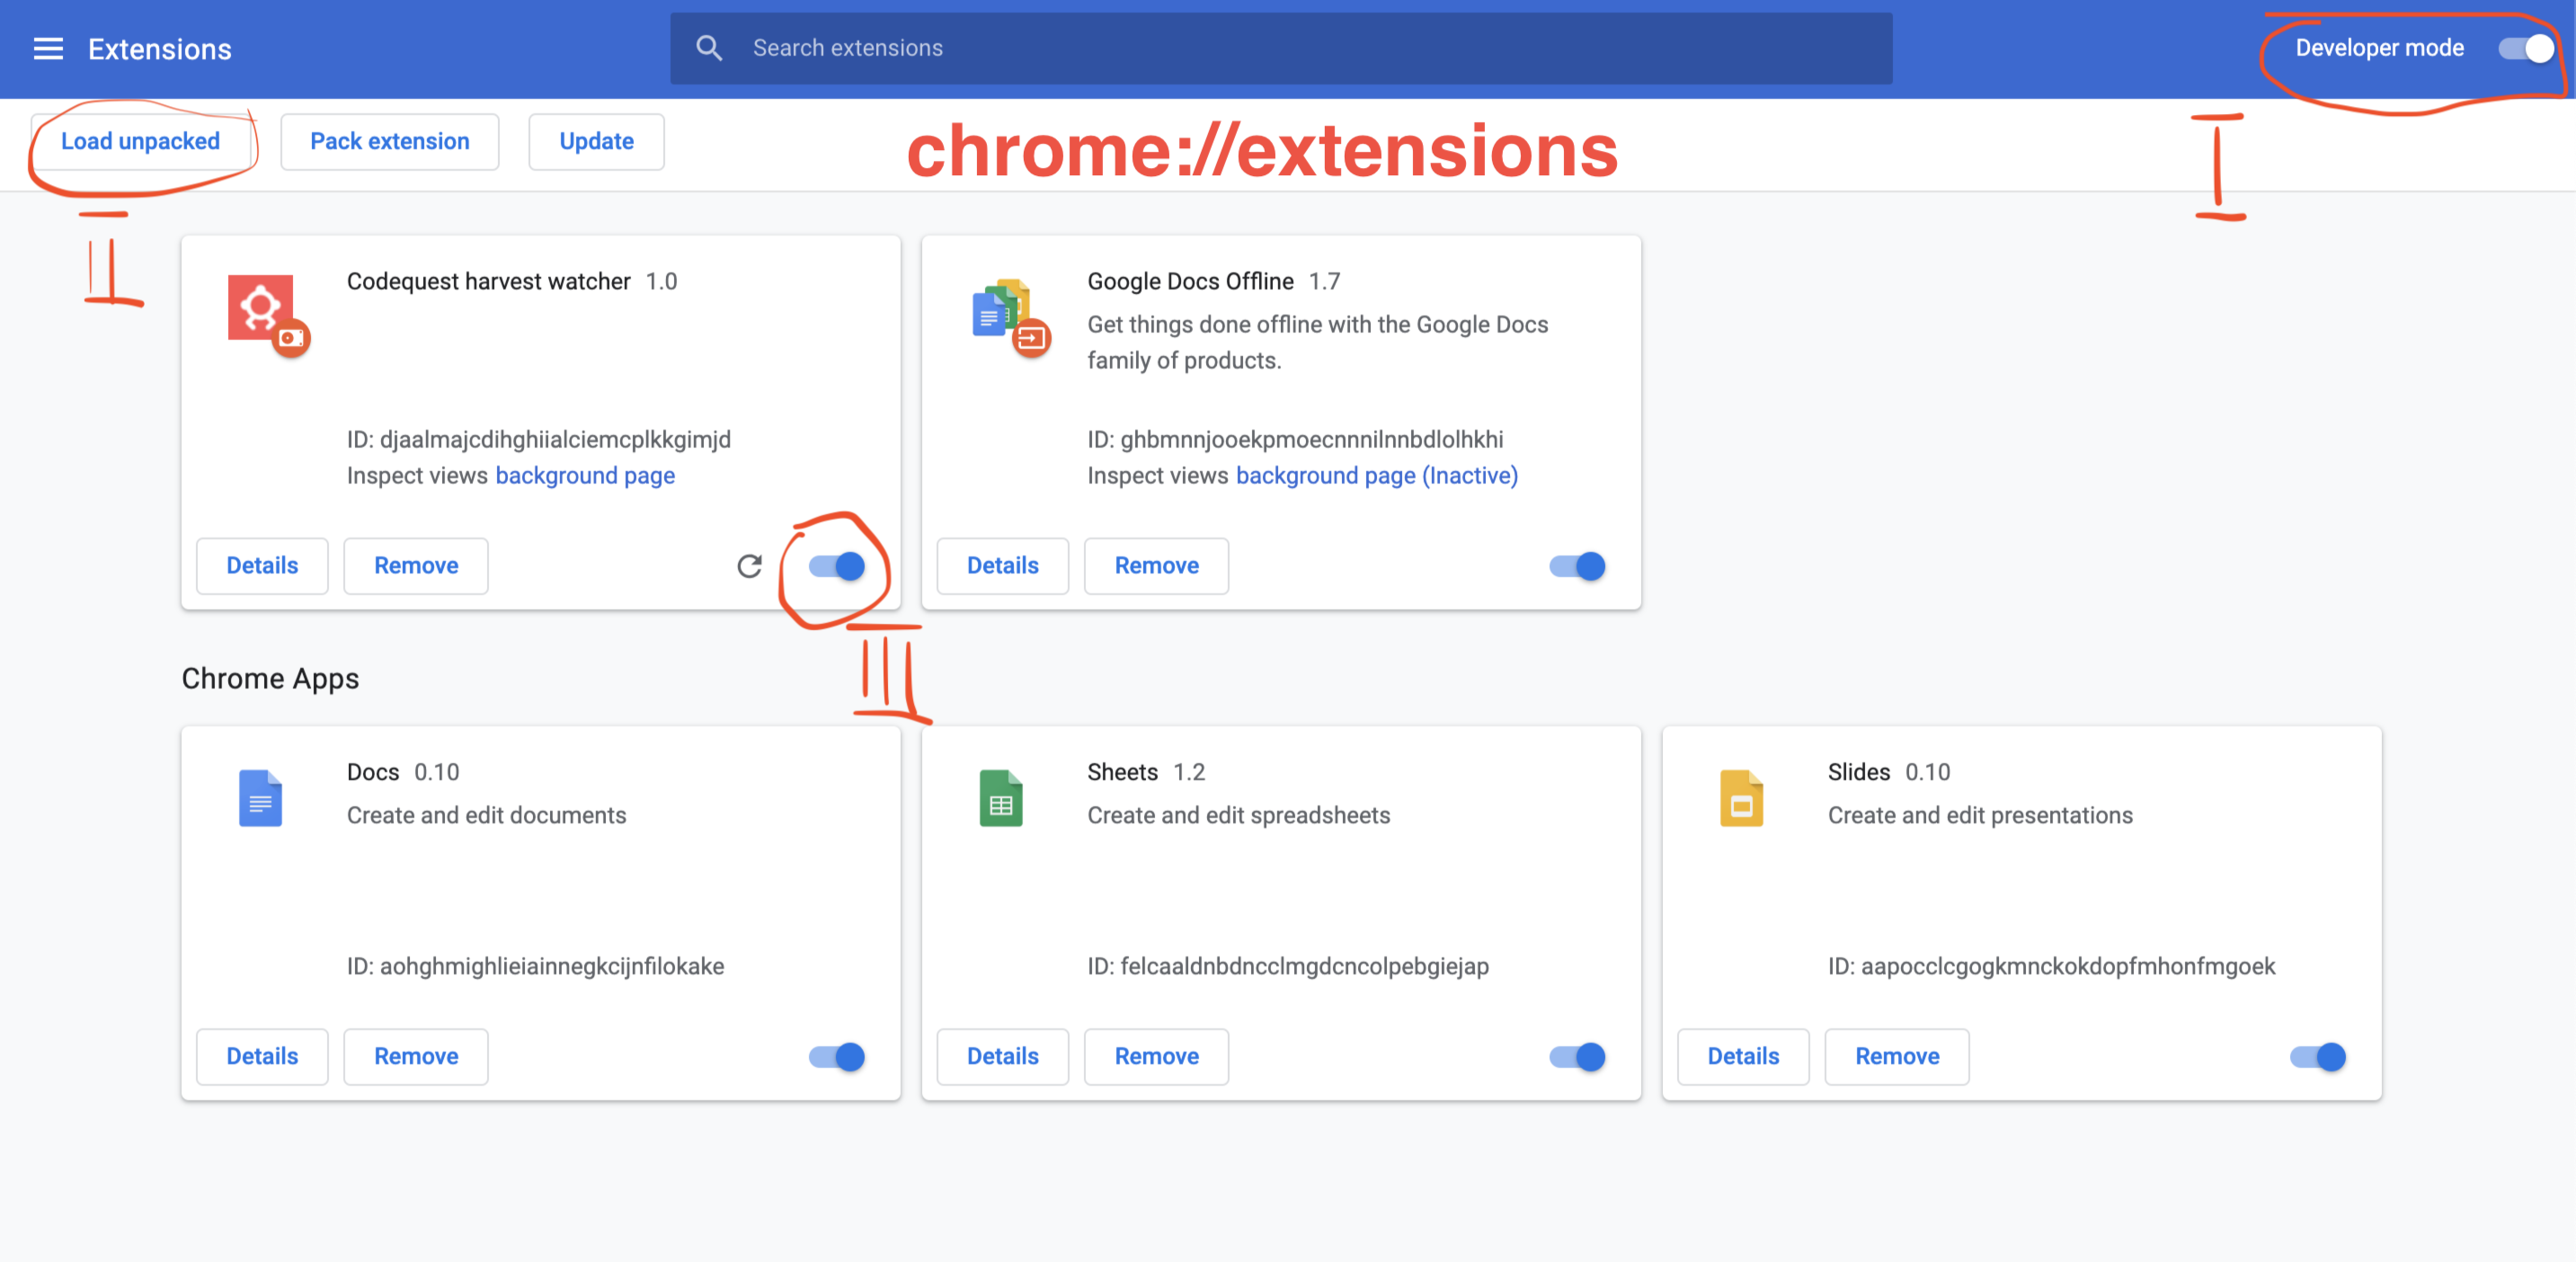 Extensions
Search extensions
Developer mode
Load unpacked
Pack extension
Update
chrome://extensions
I
II
Codequest harvest watcher 1.0
ID: djaalmajcdihghiialciemcplkkgimjd
Inspect views background page
Details
Remove
Google Docs Offline 1.7
Get things done offline with the Google Docs
family of products.
ID: ghbmnnjooekpmoecnnnilnnbdlolhkhi
Inspect views background page (Inactive)
Details
Remove
III
Chrome Apps
Docs 0.10
Create and edit documents
ID: aohghmighlieiainnegkcijnfilokake
Details
Remove
Sheets 1.2
Create and edit spreadsheets
ID: felcaaldnbdncclmgdcncolpebgiejap
Details
Remove
Slides 0.10
Create and edit presentations
ID: aapocclcgogkmnckokdopfmhonfmgoek
Details
Remove